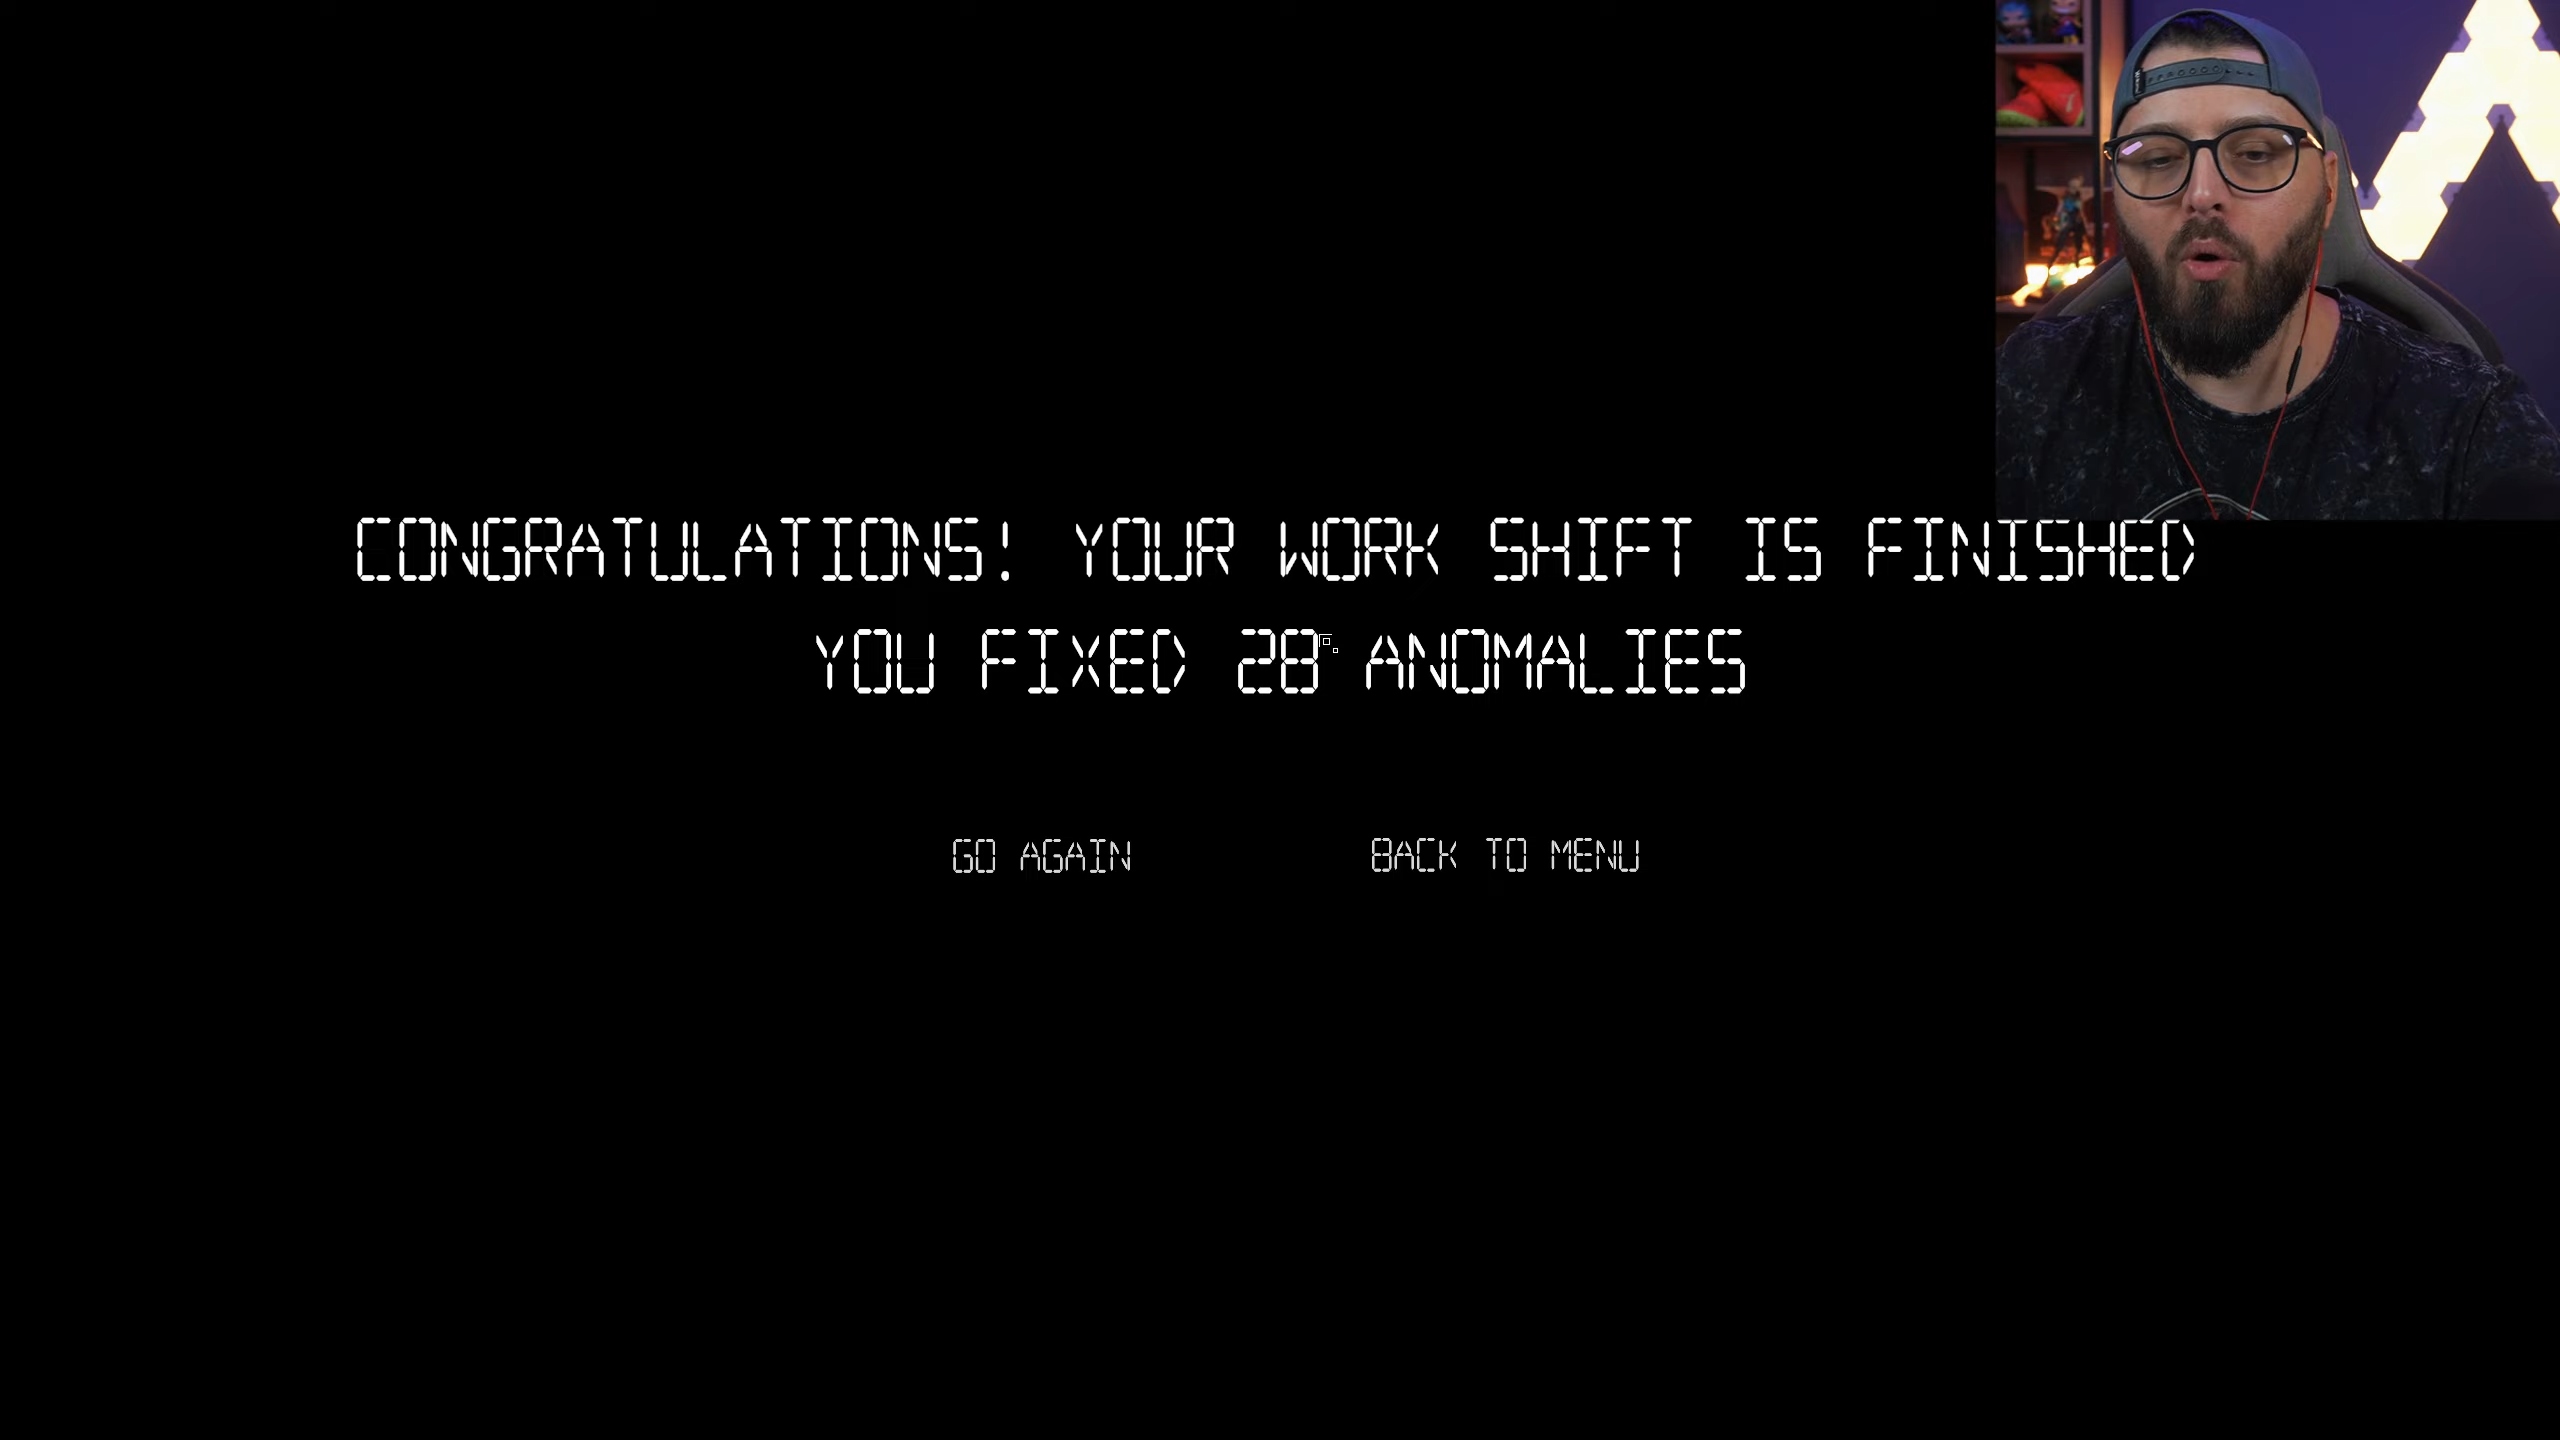 CONGRATULATIONS! YOUR WORK SHIFT IS FINISHED
YOU FIXED 28 ANOMALIES
GO AGAIN
BACK TO MENU